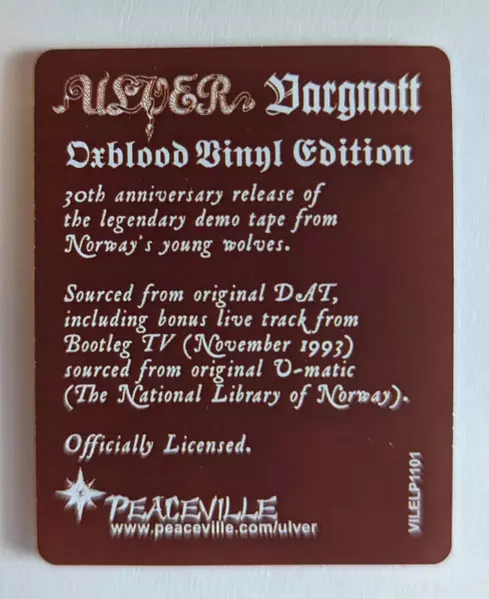 ULVER Vargnatt
Oxblood Vinyl Edition
30th anniversary release of
the legendary demo tape from
Norway's young wolves.
Sourced from original DAT,
including bonus live track from
Bootleg TV (November 1993)
sourced from original U-matic
(The National Library of Norway).
Officially Licensed.
PEACEVILLE
www.peaceville.com/ulver
VILELP1101